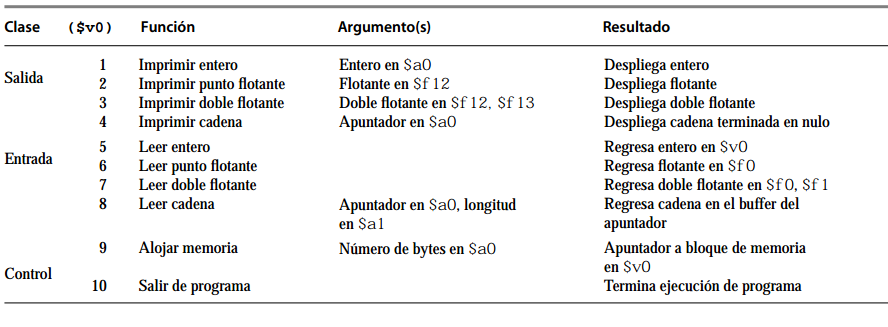 Clase ($v0) Función Argumento(s) Resultado
Salida
1 Imprimir entero Entero en $a0 Despliega entero
2 Imprimir punto flotante Flotante en $f12 Despliega flotante
3 Imprimir doble flotante Doble flotante en $f12, $f13 Despliega doble flotante
4 Imprimir cadena Apuntador en $a0 Despliega cadena terminada en nulo
Entrada
5 Leer entero Regresa entero en $v0
6 Leer punto flotante Regresa flotante en $f0
7 Leer doble flotante Regresa doble flotante en $f0, $f1
8 Leer cadena Apuntador en $a0, longitud Regresa cadena en el buffer del
en $a1 apuntador
Control
9 Alojar memoria Número de bytes en $a0 Apuntador a bloque de memoria
en $v0
10 Salir de programa Termina ejecución de programa